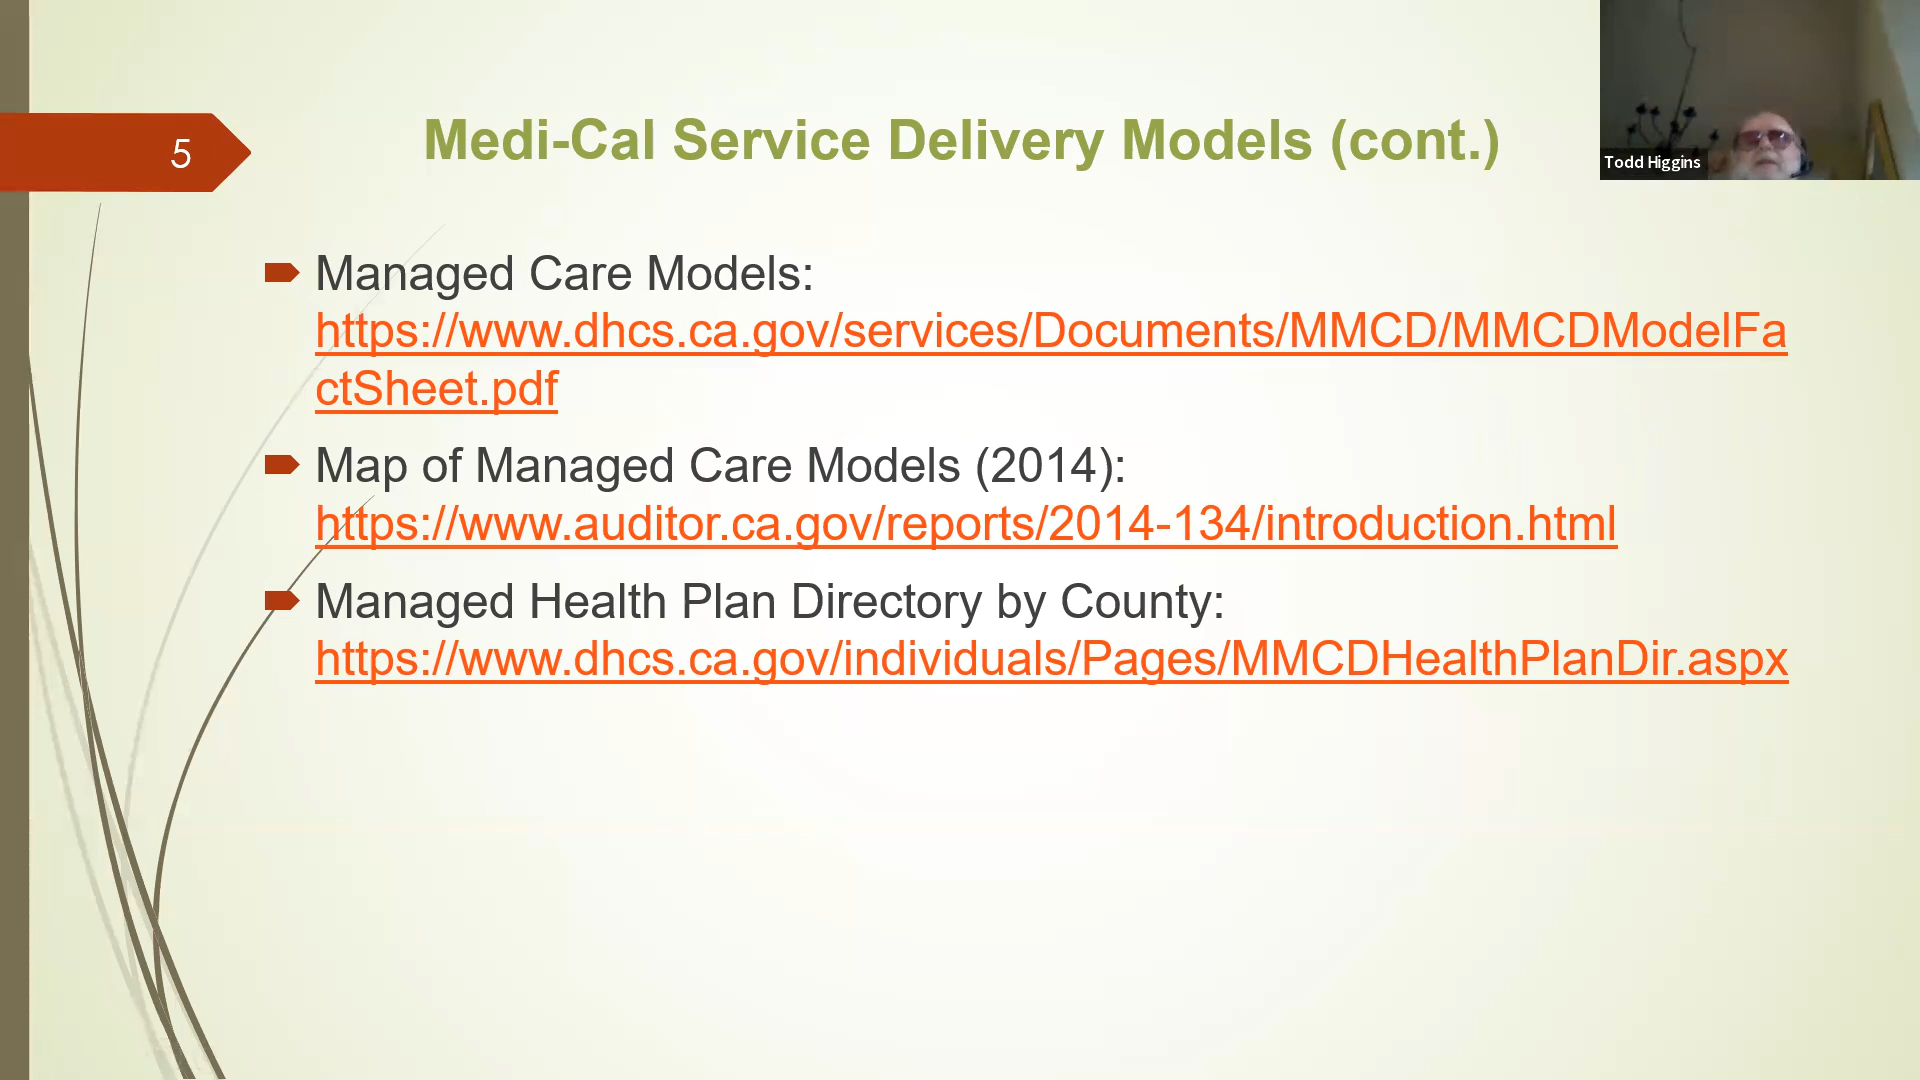 5
Medi-Cal Service Delivery Models (cont.)
Todd Higgins
Managed Care Models:
https://www.dhcs.ca.gov/services/Documents/MMCD/MMCDModelFa
ctSheet.pdf
Map of Managed Care Models (2014):
https://www.auditor.ca.gov/reports/2014-134/introduction.html
Managed Health Plan Directory by County:
https://www.dhcs.ca.gov/individuals/Pages/MMCDHealthPlanDir.aspx